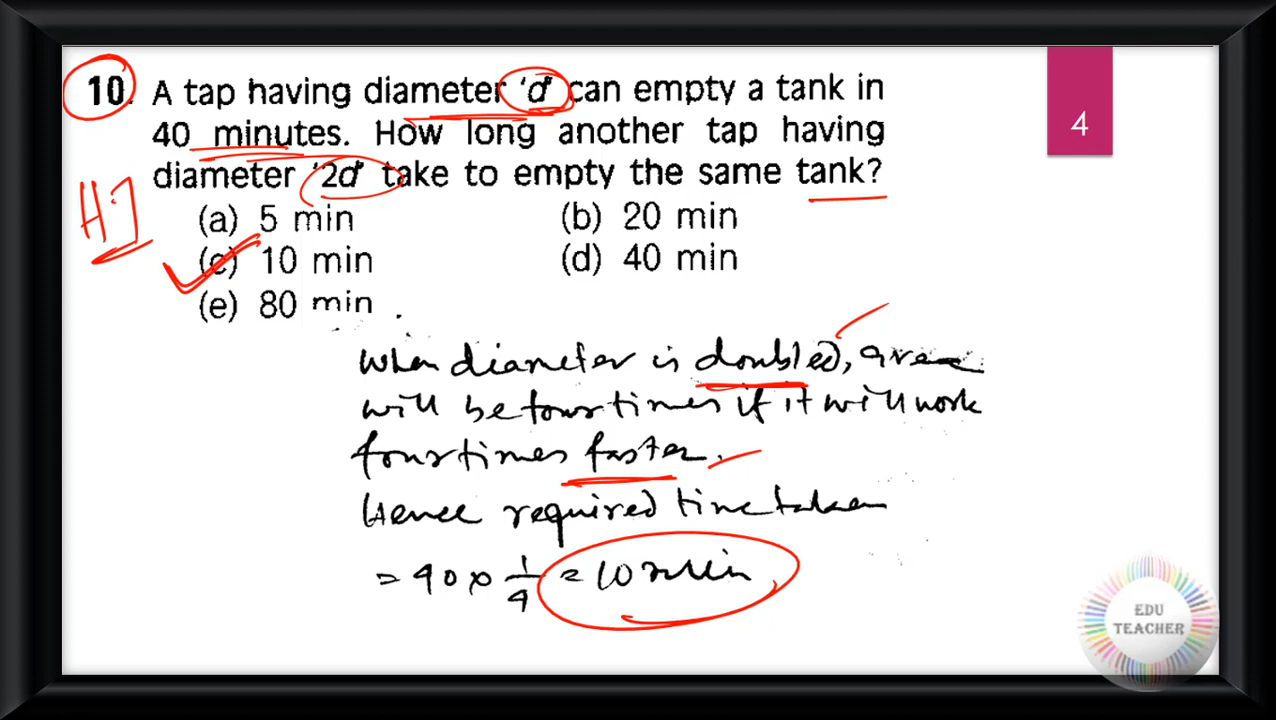 4
10. A tap having diameter ‘d’ can empty a tank in
40 minutes. How long another tap having
diameter ‘2d’ take to empty the same tank?
(a) 5 min (b) 20 min
(c) 10 min (d) 40 min
(e) 80 min
When diameter is doubled, area
will be four times if it will work
four times faster.
Hence required time taken
= 40 × 1/4 = 10 min
EDU
TEACHER